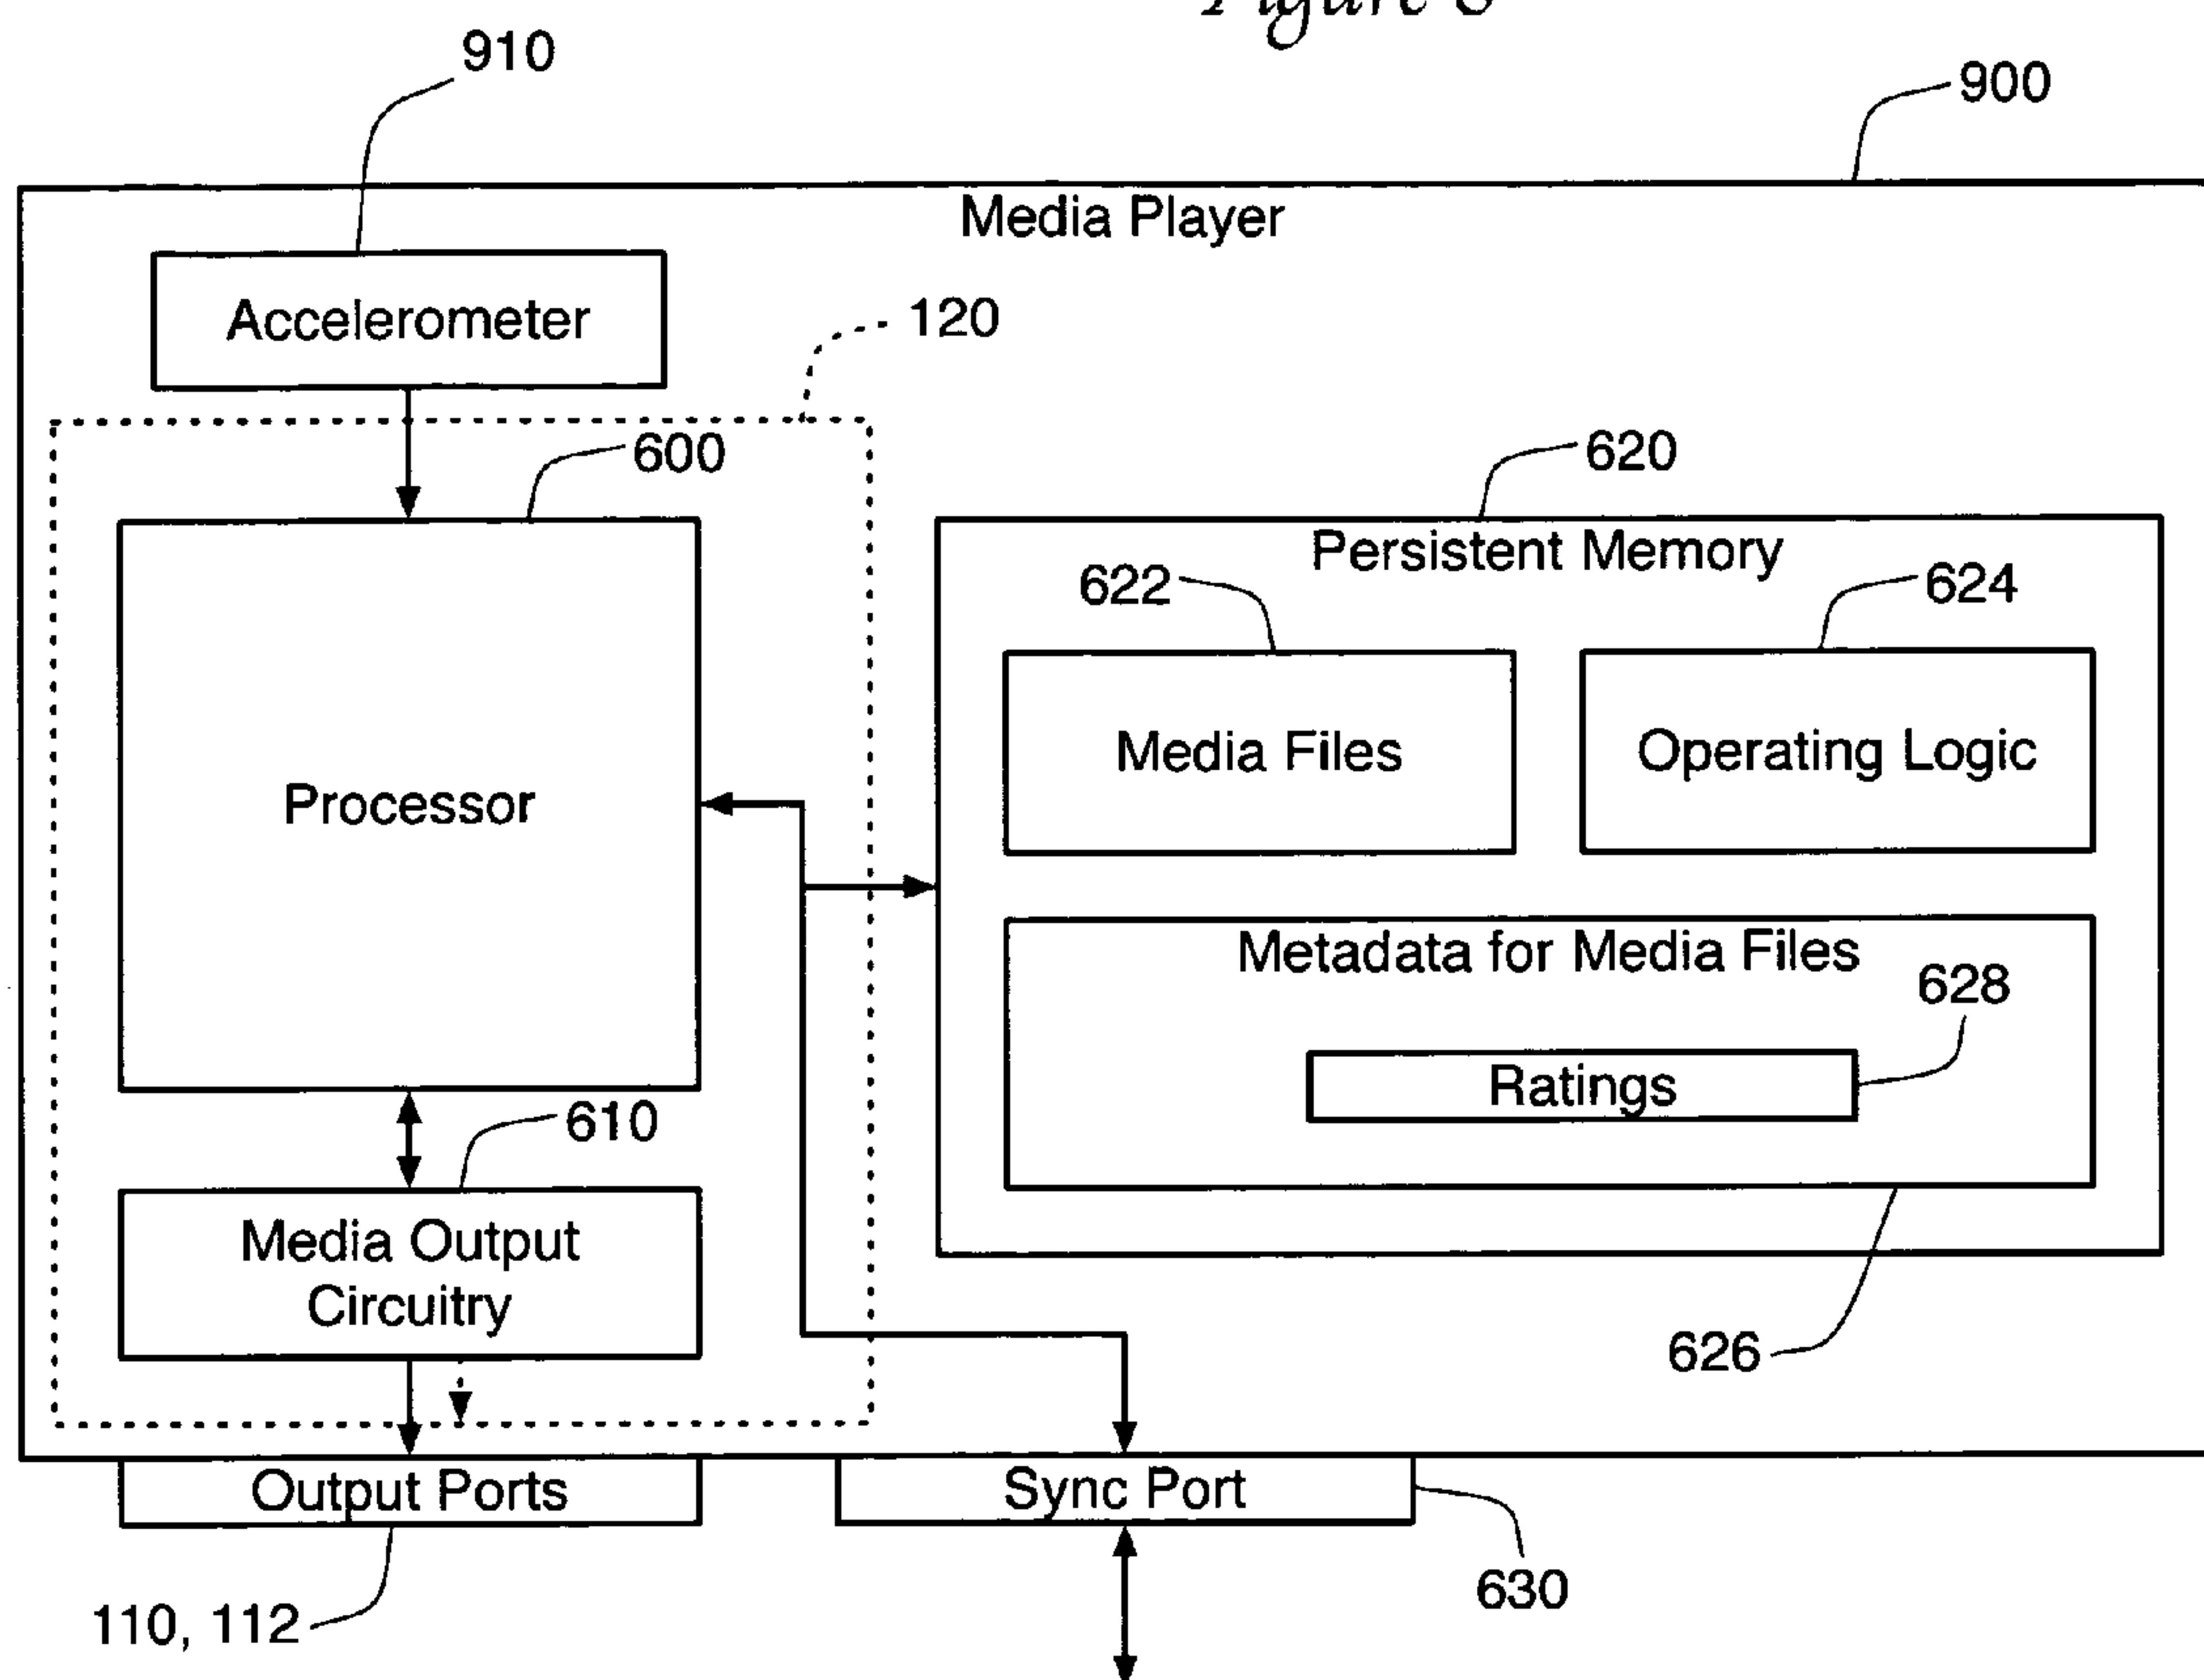 910
900
Media Player
Accelerometer
120
600
620
Persistent Memory
622
624
Processor
Media Files
Operating Logic
Metadata for Media Files
628
Ratings
610
Media Output
Circuitry
626
Output Ports
Sync Port
630
110, 112